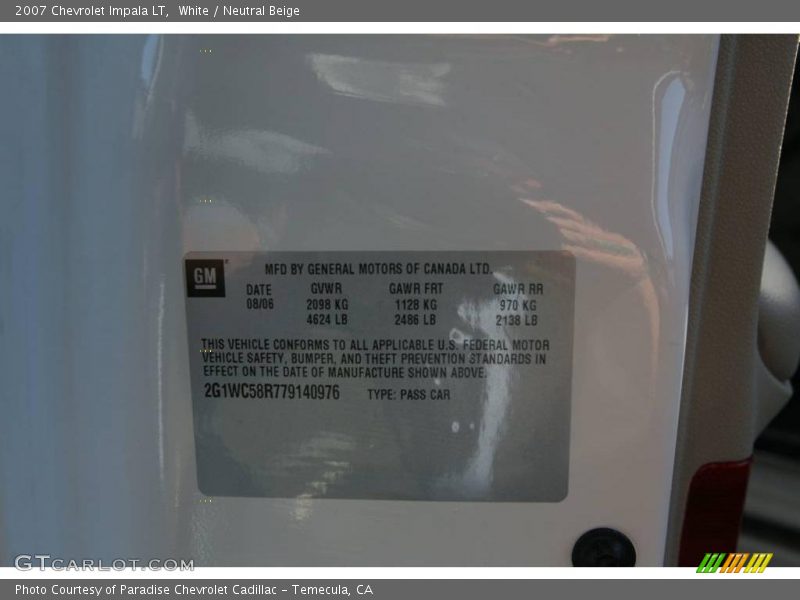 2007 Chevrolet Impala LT,  White / Neutral Beige
GM
MFD BY GENERAL MOTORS OF CANADA LTD.
DATE GVWR GAWR FRT GAWR RR
08/06 2098 KG 1128 KG 970 KG
4624 LB 2486 LB 2138 LB
THIS VEHICLE CONFORMS TO ALL APPLICABLE U.S. FEDERAL MOTOR
VEHICLE SAFETY, BUMPER, AND THEFT PREVENTION STANDARDS IN
EFFECT ON THE DATE OF MANUFACTURE SHOWN ABOVE.
2G1WC58R779140976 TYPE: PASS CAR
GTCARLOT.COM
Photo Courtesy of Paradise Chevrolet Cadillac – Temecula, CA